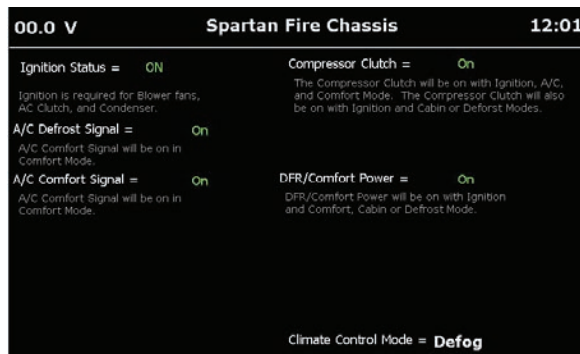 00.0 V
Spartan Fire Chassis
12:01
Ignition Status = ON
Ignition is required for Blower fans,
AC Clutch, and Condenser.
A/C Defrost Signal = On
A/C Comfort Signal will be on in
Comfort Mode.
A/C Comfort Signal = On
A/C Comfort Signal will be on in
Comfort Mode.
Compressor Clutch = On
The Compressor Clutch will be on with Ignition, A/C,
and Comfort Mode. The Compressor Clutch will also
be on with Ignition and Cabin or Deforst Modes.
DFR/Comfort Power = On
DFR/Comfort Power will be on with Ignition
and Comfort, Cabin or Defrost Mode.
Climate Control Mode = Defog